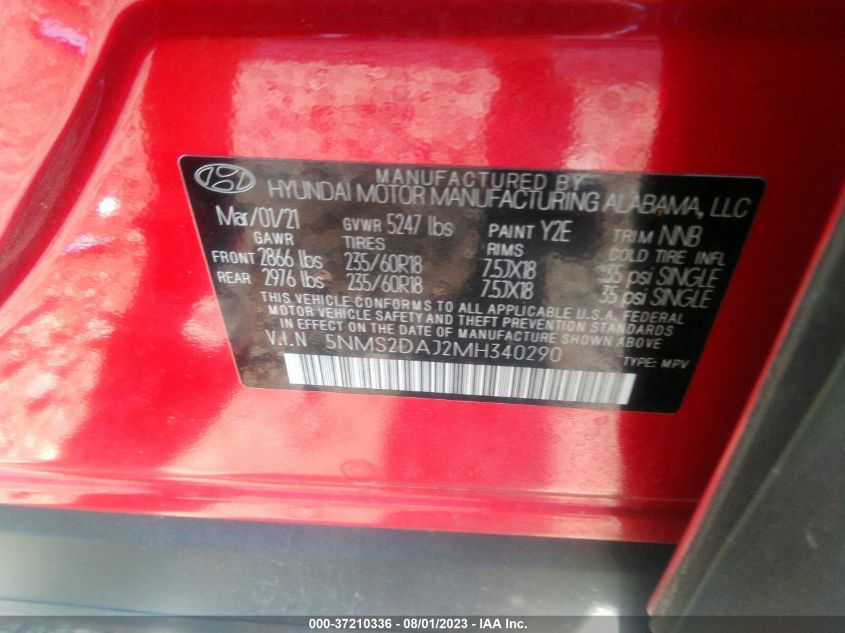 MANUFACTURED BY
HYUNDAI MOTOR MANUFACTURING ALABAMA, LLC
Mar/01/21 GVWR 5247 lbs PAINT Y2E TRIM NNB
GAWR TIRES RIMS COLD TIRE INFL
FRONT 2866 lbs 235/60R18 7.5JX18 35 psi SINGLE
REAR 2976 lbs 235/60R18 7.5JX18 35 psi SINGLE
THIS VEHICLE CONFORMS TO ALL APPLICABLE U.S.A. FEDERAL
MOTOR VEHICLE SAFETY AND THEFT PREVENTION STANDARDS
IN EFFECT ON THE DATE OF MANUFACTURE SHOWN ABOVE
V.I.N 5NMS2DAJ2MH340290 TYPE: MPV
000-37210336 - 08/01/2023 - IAA Inc.